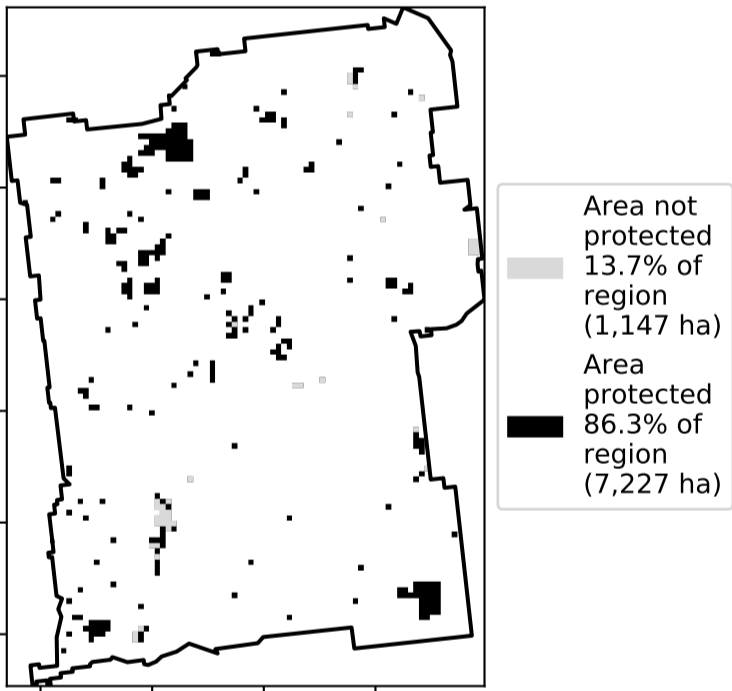 Area not
protected
13.7% of
region
(1,147 ha)
Area
protected
86.3% of
region
(7,227 ha)